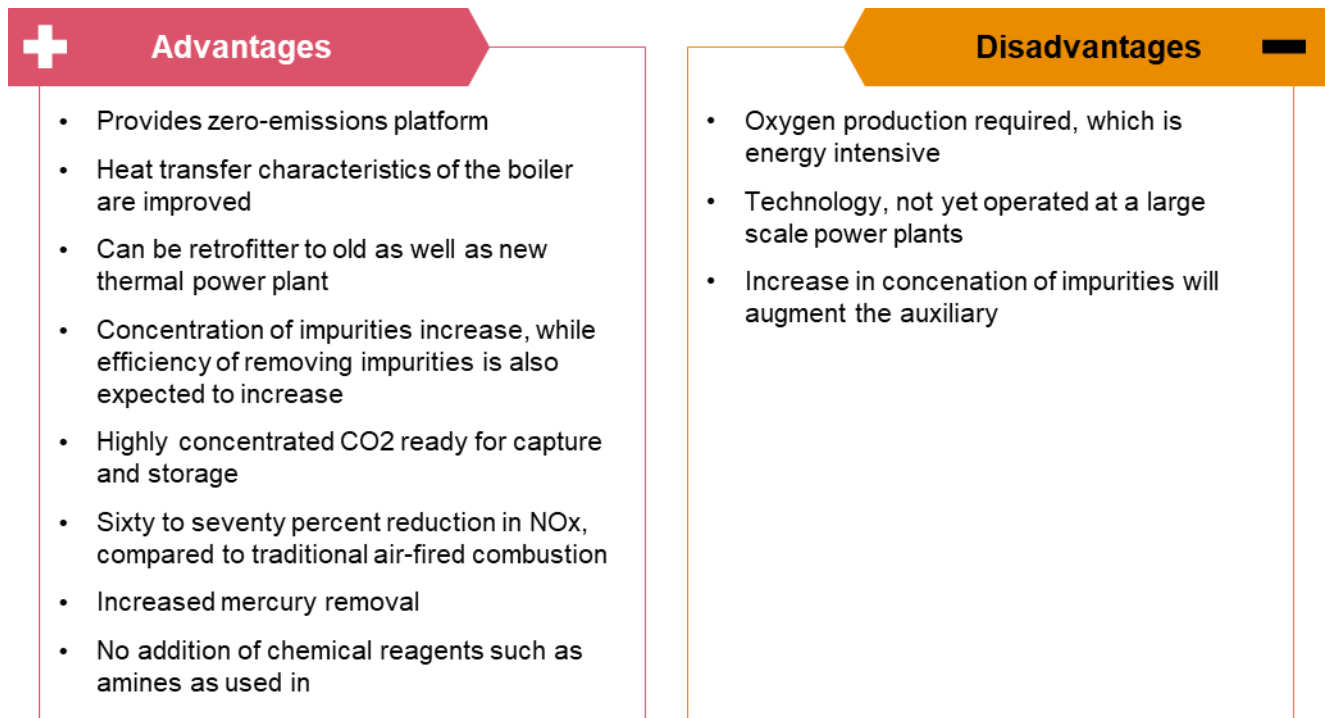 Advantages
• Provides zero-emissions platform
• Heat transfer characteristics of the boiler
are improved
• Can be retrofitter to old as well as new
thermal power plant
• Concentration of impurities increase, while
efficiency of removing impurities is also
expected to increase
• Highly concentrated CO2 ready for capture
and storage
• Sixty to seventy percent reduction in NOx,
compared to traditional air-fired combustion
• Increased mercury removal
• No addition of chemical reagents such as
amines as used in
Disadvantages
• Oxygen production required, which is
energy intensive
• Technology, not yet operated at a large
scale power plants
• Increase in concenation of impurities will
augment the auxiliary